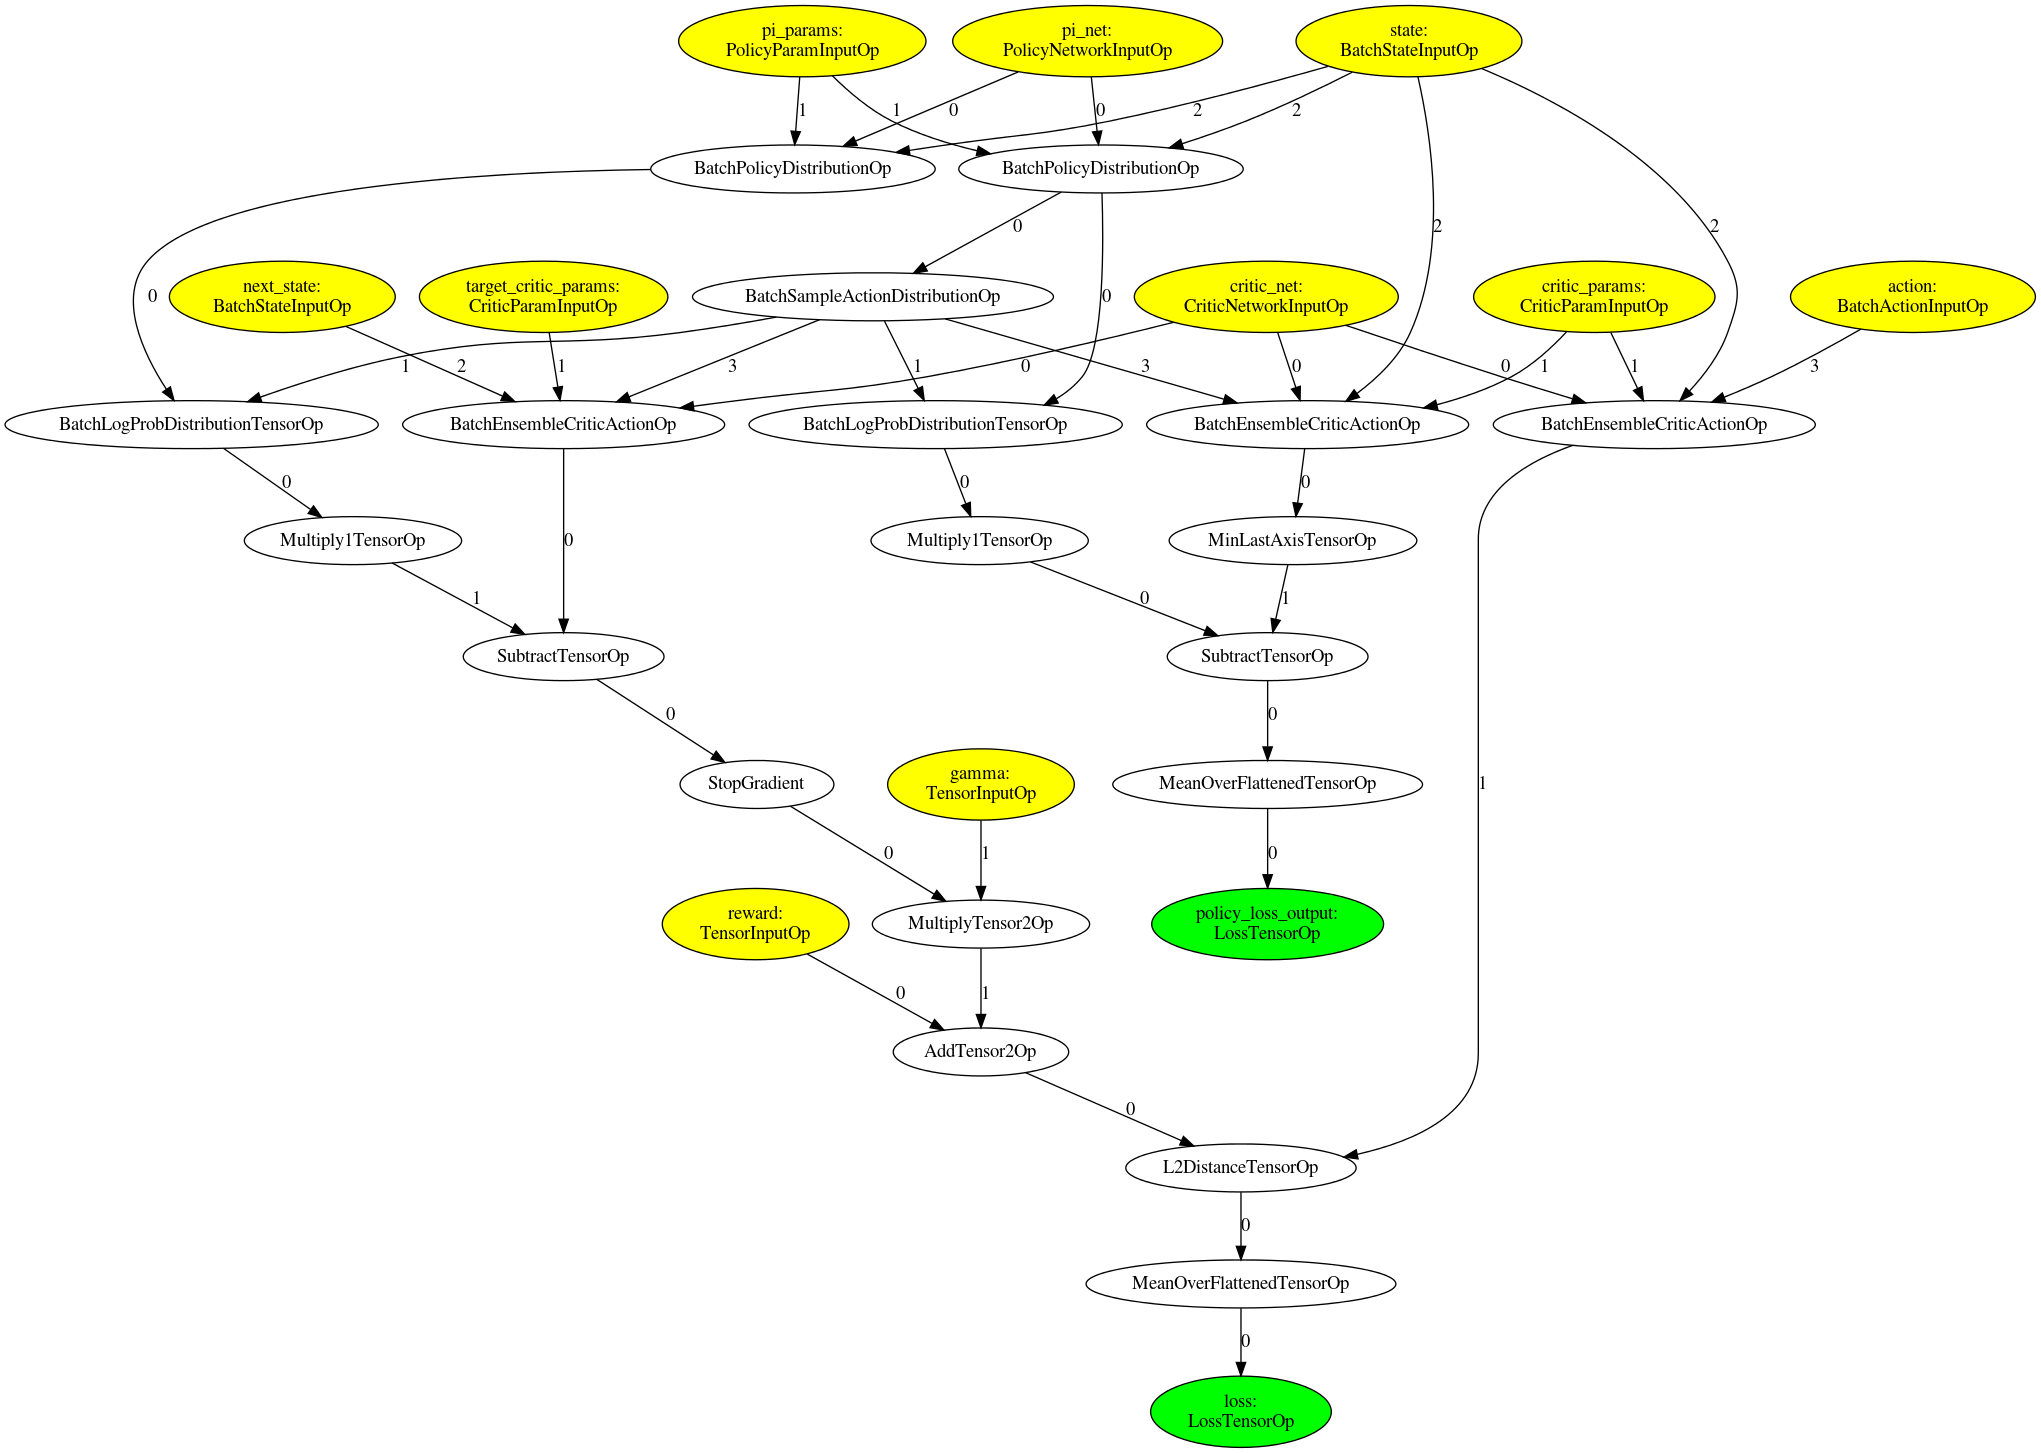 pi_params:
PolicyParamInputOp
pi_net:
PolicyNetworkInputOp
state:
BatchStateInputOp
1
1
0
0
2
2
BatchPolicyDistributionOp
BatchPolicyDistributionOp
0
2
2
next_state:
BatchStateInputOp
target_critic_params:
CriticParamInputOp
BatchSampleActionDistributionOp
0
0
critic_net:
CriticNetworkInputOp
critic_params:
CriticParamInputOp
action:
BatchActionInputOp
1
2
1
3
1
0
3
0
0
1
1
3
BatchLogProbDistributionTensorOp
BatchEnsembleCriticActionOp
BatchLogProbDistributionTensorOp
BatchEnsembleCriticActionOp
BatchEnsembleCriticActionOp
0
0
0
Multiply1TensorOp
0
Multiply1TensorOp
MinLastAxisTensorOp
1
0
1
SubtractTensorOp
SubtractTensorOp
0
0
StopGradient
gamma:
TensorInputOp
MeanOverFlattenedTensorOp
1
0
1
0
reward:
TensorInputOp
MultiplyTensor2Op
policy_loss_output:
LossTensorOp
0
1
AddTensor2Op
0
L2DistanceTensorOp
0
MeanOverFlattenedTensorOp
0
loss:
LossTensorOp